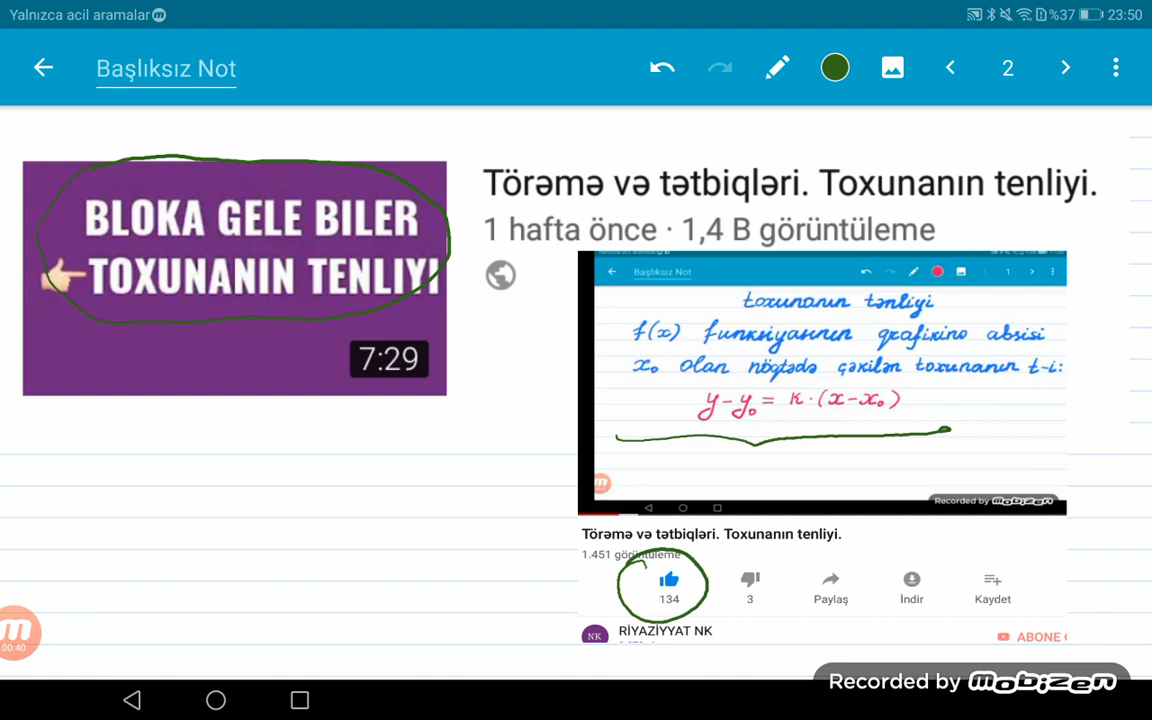 Yalnızca acil aramalar
%37 23:50
Başlıksız Not
2
BLOKA GELE BILER
TOXUNANIN TENLIYI
7:29
Törəmə və tətbiqləri. Toxunanın tenliyi.
1 hafta önce · 1,4 B görüntüleme
Başlıksız Not
1
toxunanın tənliyi
f(x) funksiyasının qrafikinə absisi
x₀ olan nöqtədə çəkilən toxunanın t-i:
y-y₀ = k·(x-x₀)
Recorded by mobizen
Törəmə və tətbiqləri. Toxunanın tenliyi.
1.451 görüntüleme
134
3
Paylaş
İndir
Kaydet
NK
RİYAZİYYAT NK
ABONE
00:40
Recorded by mobizen